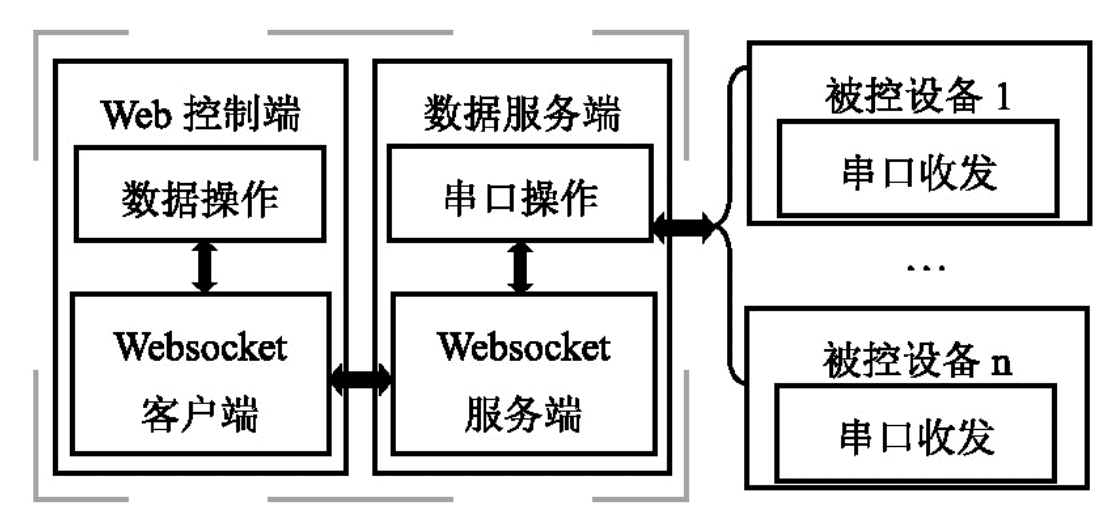 Web 控制端
数据操作
Websocket
客户端
数据服务端
串口操作
Websocket
服务端
被控设备 1
串口收发
…
被控设备 n
串口收发